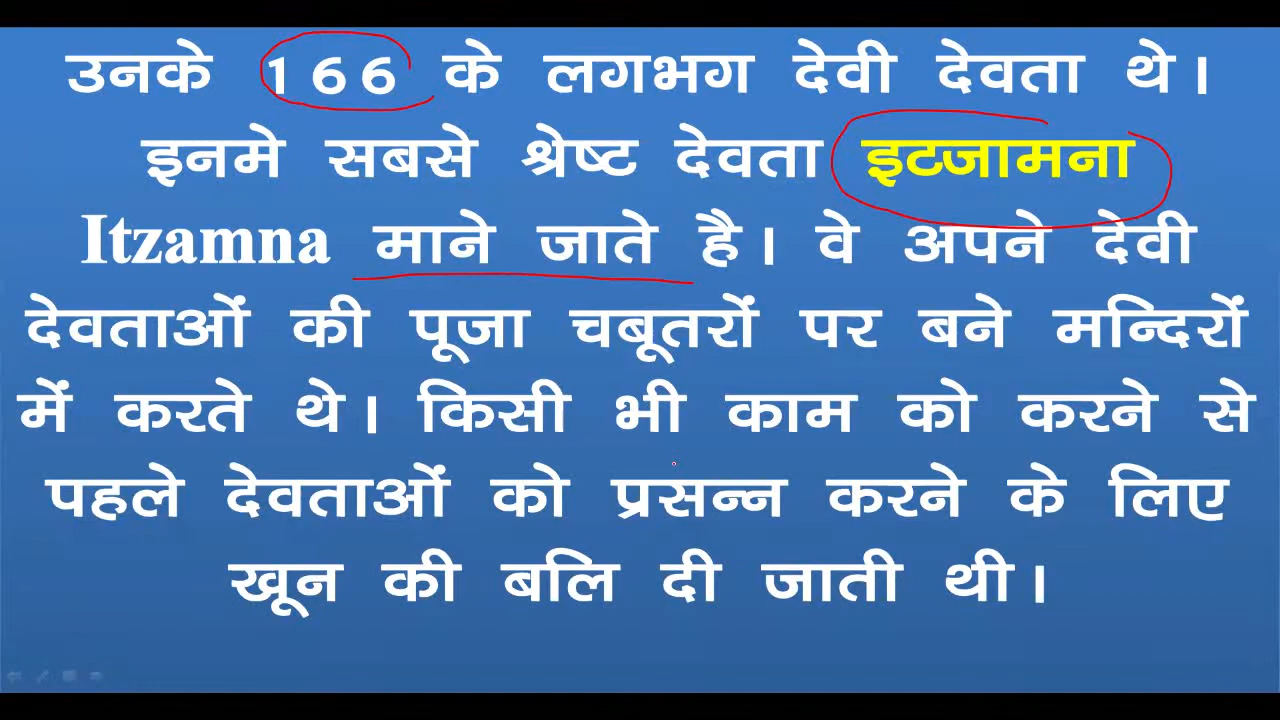 उनके 166 के लगभग देवी देवता थे।
इनमे सबसे श्रेष्ट देवता इटजामना
Itzamna माने जाते है। वे अपने देवी
देवताओं की पूजा चबूतरों पर बने मन्दिरों
में करते थे। किसी भी काम को करने से
पहले देवताओं को प्रसन्न करने के लिए
खून की बलि दी जाती थी।